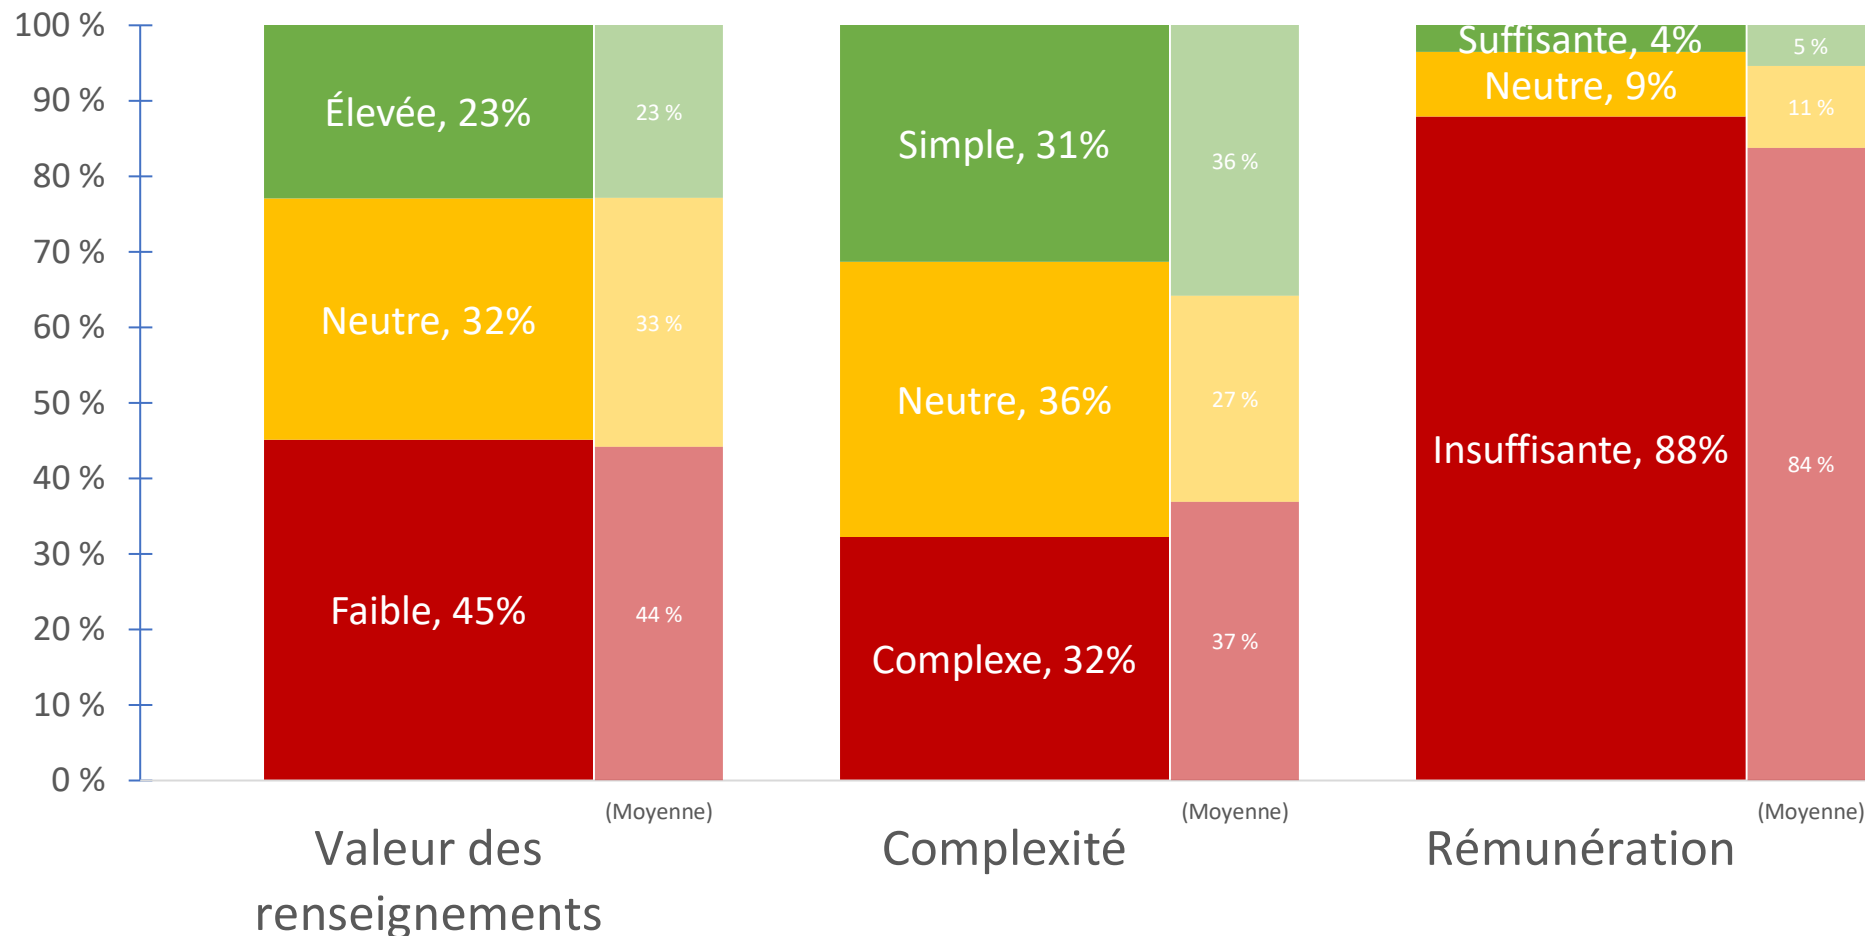 100 %
90 %
80 %
70 %
60 %
50 %
40 %
30 %
20 %
10 %
0 %
Élevée, 23%
Neutre, 32%
Faible, 45%
23 %
33 %
44 %
(Moyenne)
Valeur des
renseignements
Simple, 31%
Neutre, 36%
Complexe, 32%
36 %
27 %
37 %
(Moyenne)
Complexité
Suffisante, 4%
Neutre, 9%
Insuffisante, 88%
5 %
11 %
84 %
(Moyenne)
Rémunération